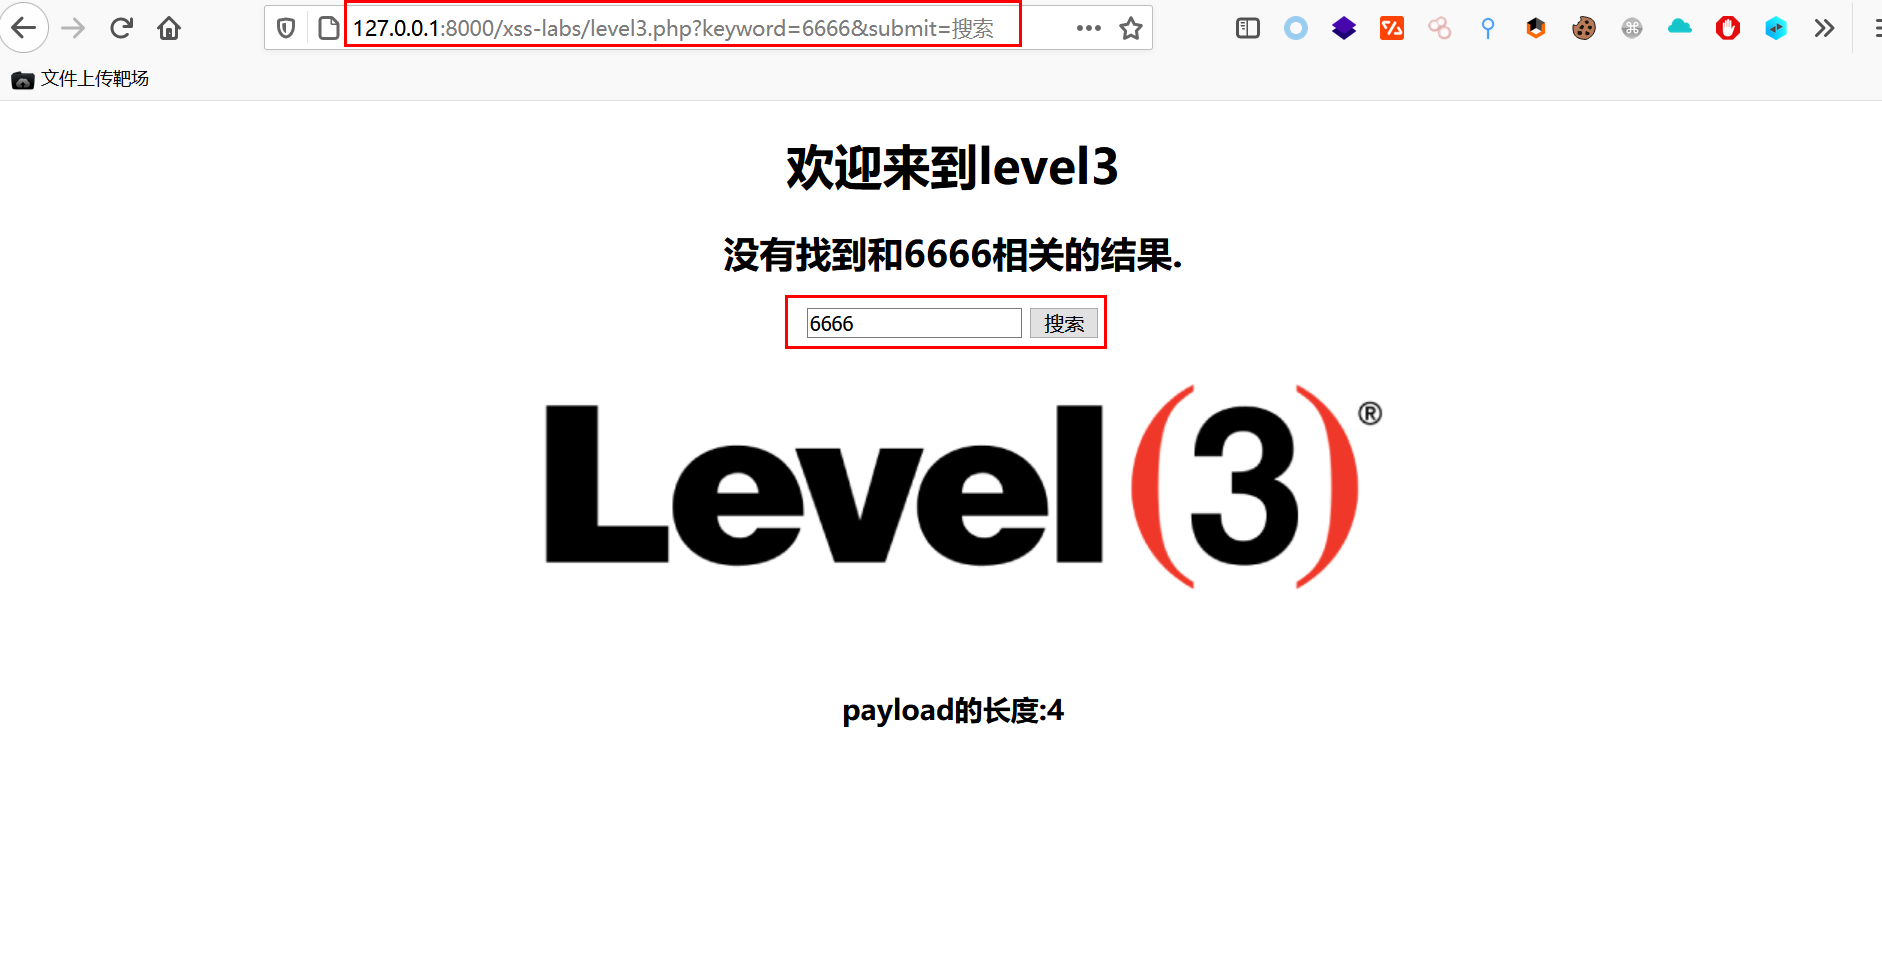 127.0.0.1:8000/xss-labs/level3.php?keyword=6666&submit=搜索
文件上传靶场
欢迎来到level3
没有找到和6666相关的结果.
6666 搜索
Level(3)®
payload的长度:4